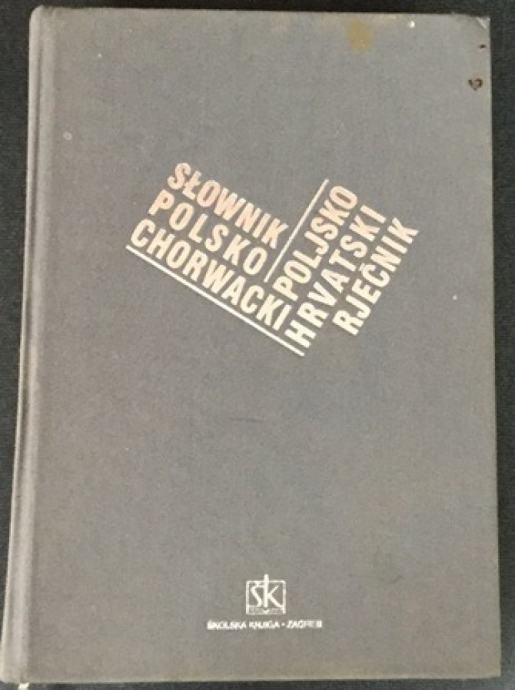 SŁOWNIK
POLSKO
CHORWACKI
POLJSKO
HRVATSKI
RJEČNIK
ŠK
ŠKOLSKA KNJIGA • ZAGREB